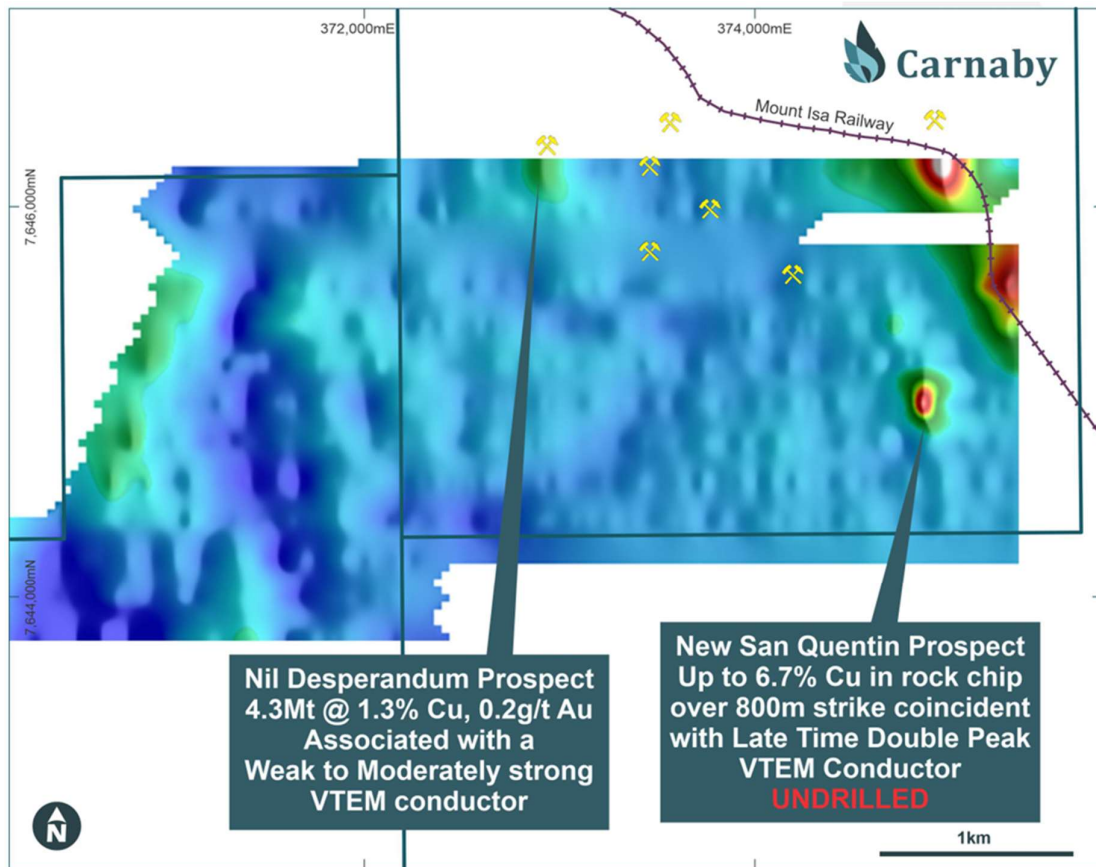 372,000mE
374,000mE
Carnaby
Mount Isa Railway
7,646,000mN
7,644,000mN
Nil Desperandum Prospect
4.3Mt @ 1.3% Cu, 0.2g/t Au
Associated with a
Weak to Moderately strong
VTEM conductor
New San Quentin Prospect
Up to 6.7% Cu in rock chip
over 800m strike coincident
with Late Time Double Peak
VTEM Conductor
UNDRILLED
N
1km